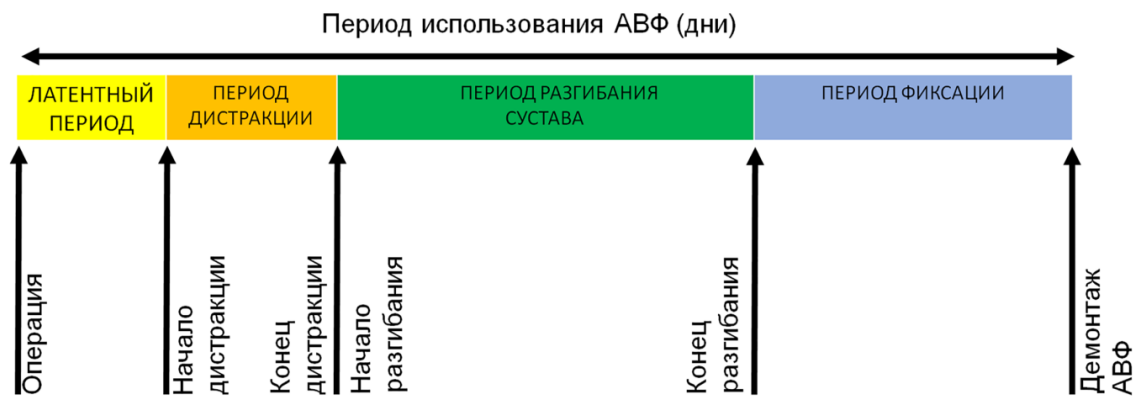 Период использования АВФ (дни)
ЛАТЕНТНЫЙ
ПЕРИОД
ПЕРИОД
ДИСТРАКЦИИ
ПЕРИОД РАЗГИБАНИЯ
СУСТАВА
ПЕРИОД ФИКСАЦИИ
Операция
Начало
дистракции
Конец
дистракции
Начало
разгибания
Конец
разгибания
Демонтаж
АВФ